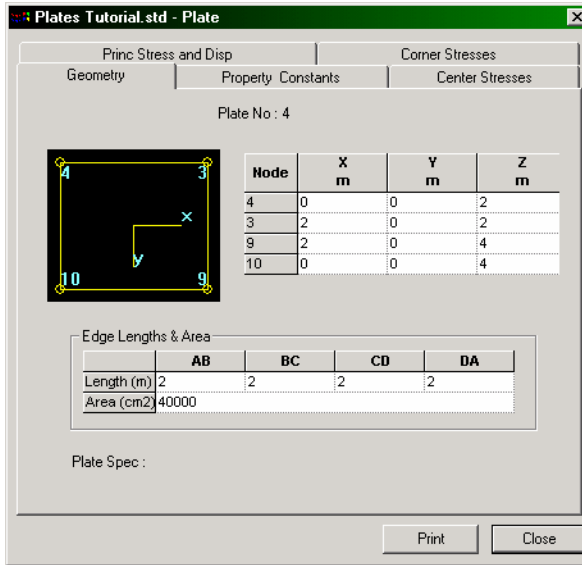 Plates Tutorial.std - Plate
Princ Stress and Disp Corner Stresses
Geometry Property Constants Center Stresses
Plate No : 4
4 3
x
y
10 9
Node X m Y m Z m
4 0 0 2
3 2 0 2
9 2 0 4
10 0 0 4
Edge Lengths & Area
AB BC CD DA
Length (m) 2 2 2 2
Area (cm2) 40000
Plate Spec :
Print Close